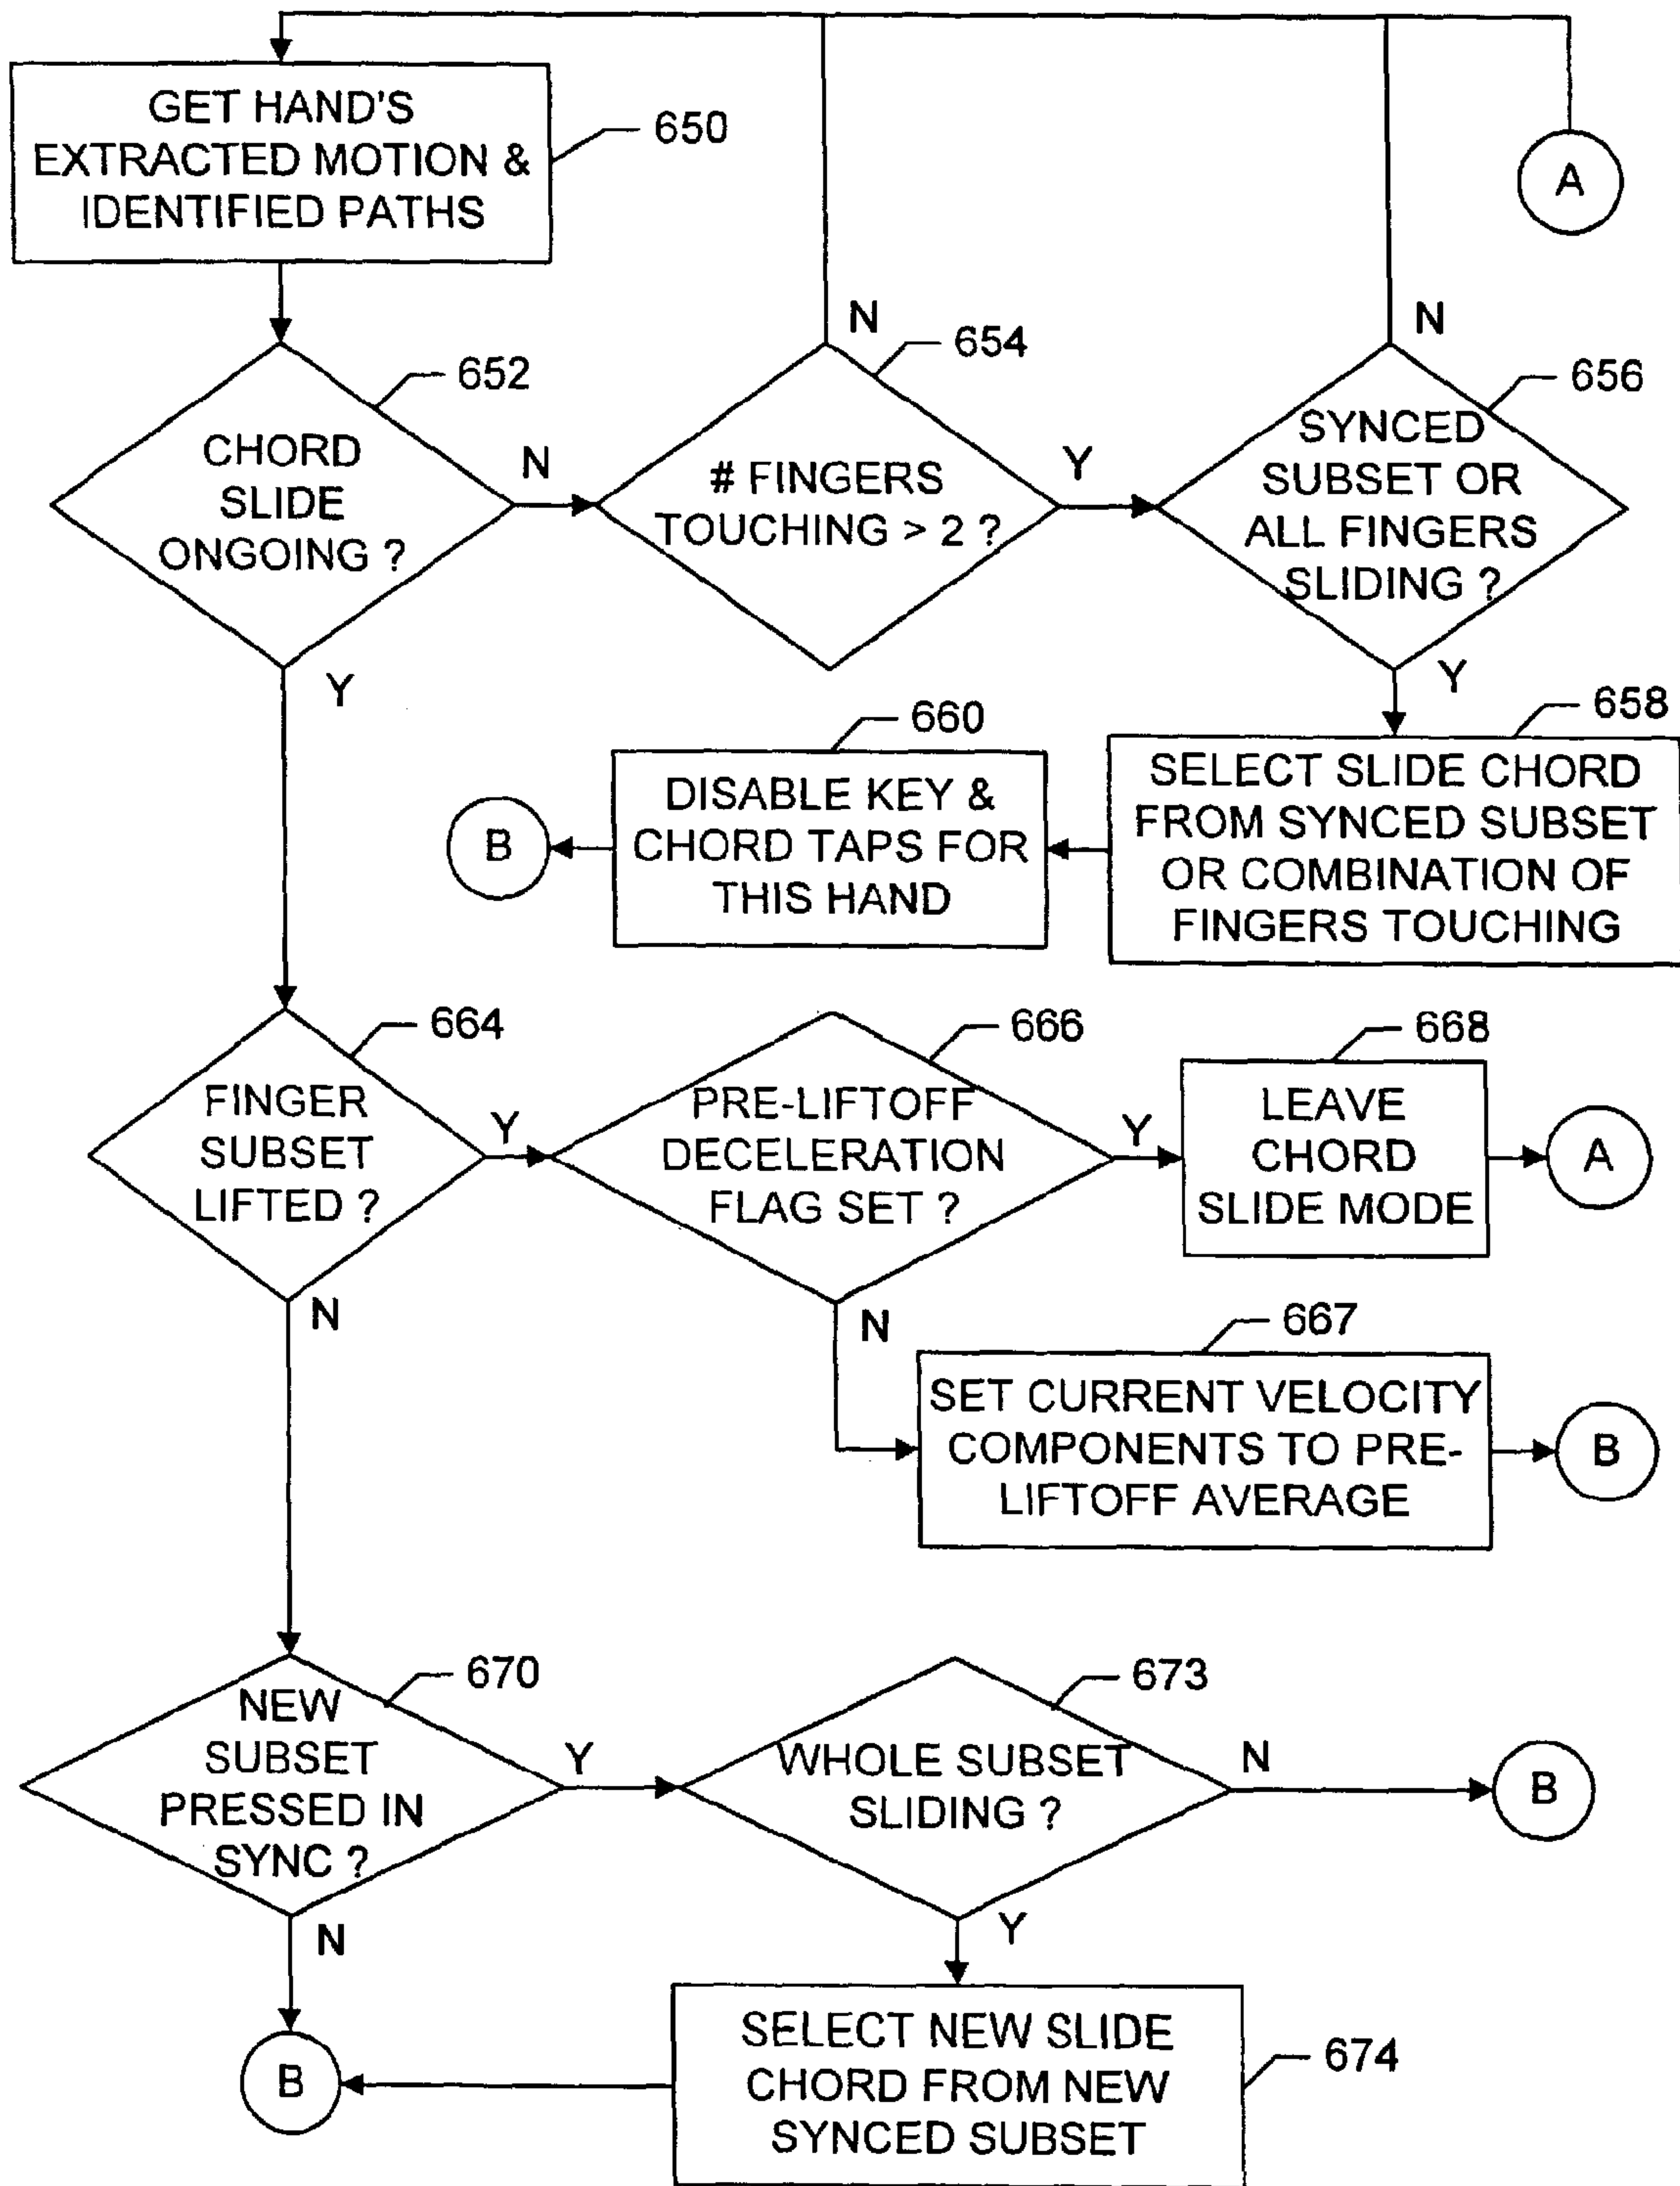 GET HAND'S
EXTRACTED MOTION &
IDENTIFIED PATHS
650
A
N
N
652
654
656
CHORD
SLIDE
ONGOING ?
N
# FINGERS
TOUCHING > 2 ?
Y
SYNCED
SUBSET OR
ALL FINGERS
SLIDING ?
Y
Y
660
658
B
DISABLE KEY &
CHORD TAPS FOR
THIS HAND
SELECT SLIDE CHORD
FROM SYNCED SUBSET
OR COMBINATION OF
FINGERS TOUCHING
664
666
668
FINGER
SUBSET
LIFTED ?
Y
PRE-LIFTOFF
DECELERATION
FLAG SET ?
Y
LEAVE
CHORD
SLIDE MODE
A
N
N
667
SET CURRENT VELOCITY
COMPONENTS TO PRE-
LIFTOFF AVERAGE
B
670
673
NEW
SUBSET
PRESSED IN
SYNC ?
Y
WHOLE SUBSET
SLIDING ?
N
B
N
Y
B
SELECT NEW SLIDE
CHORD FROM NEW
SYNCED SUBSET
674